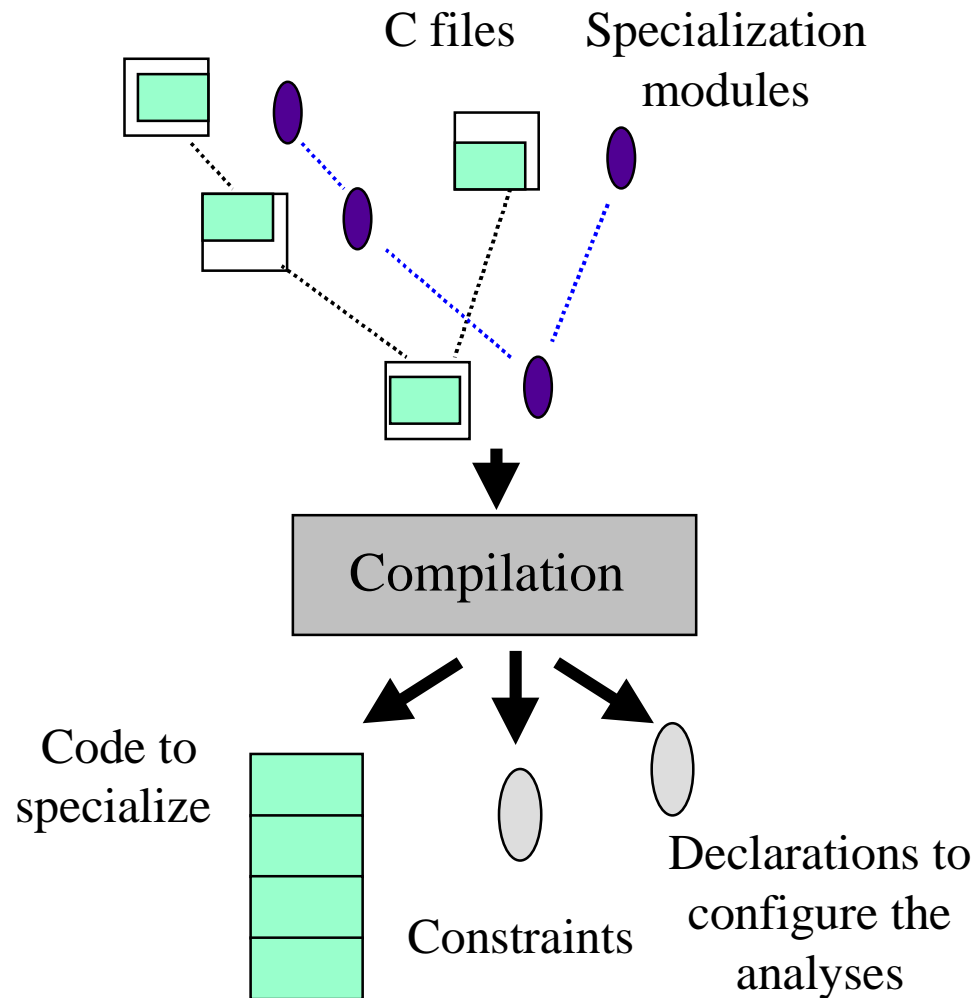 C files
Specialization
modules
Compilation
Code to
specialize
Constraints
Declarations to
configure the
analyses